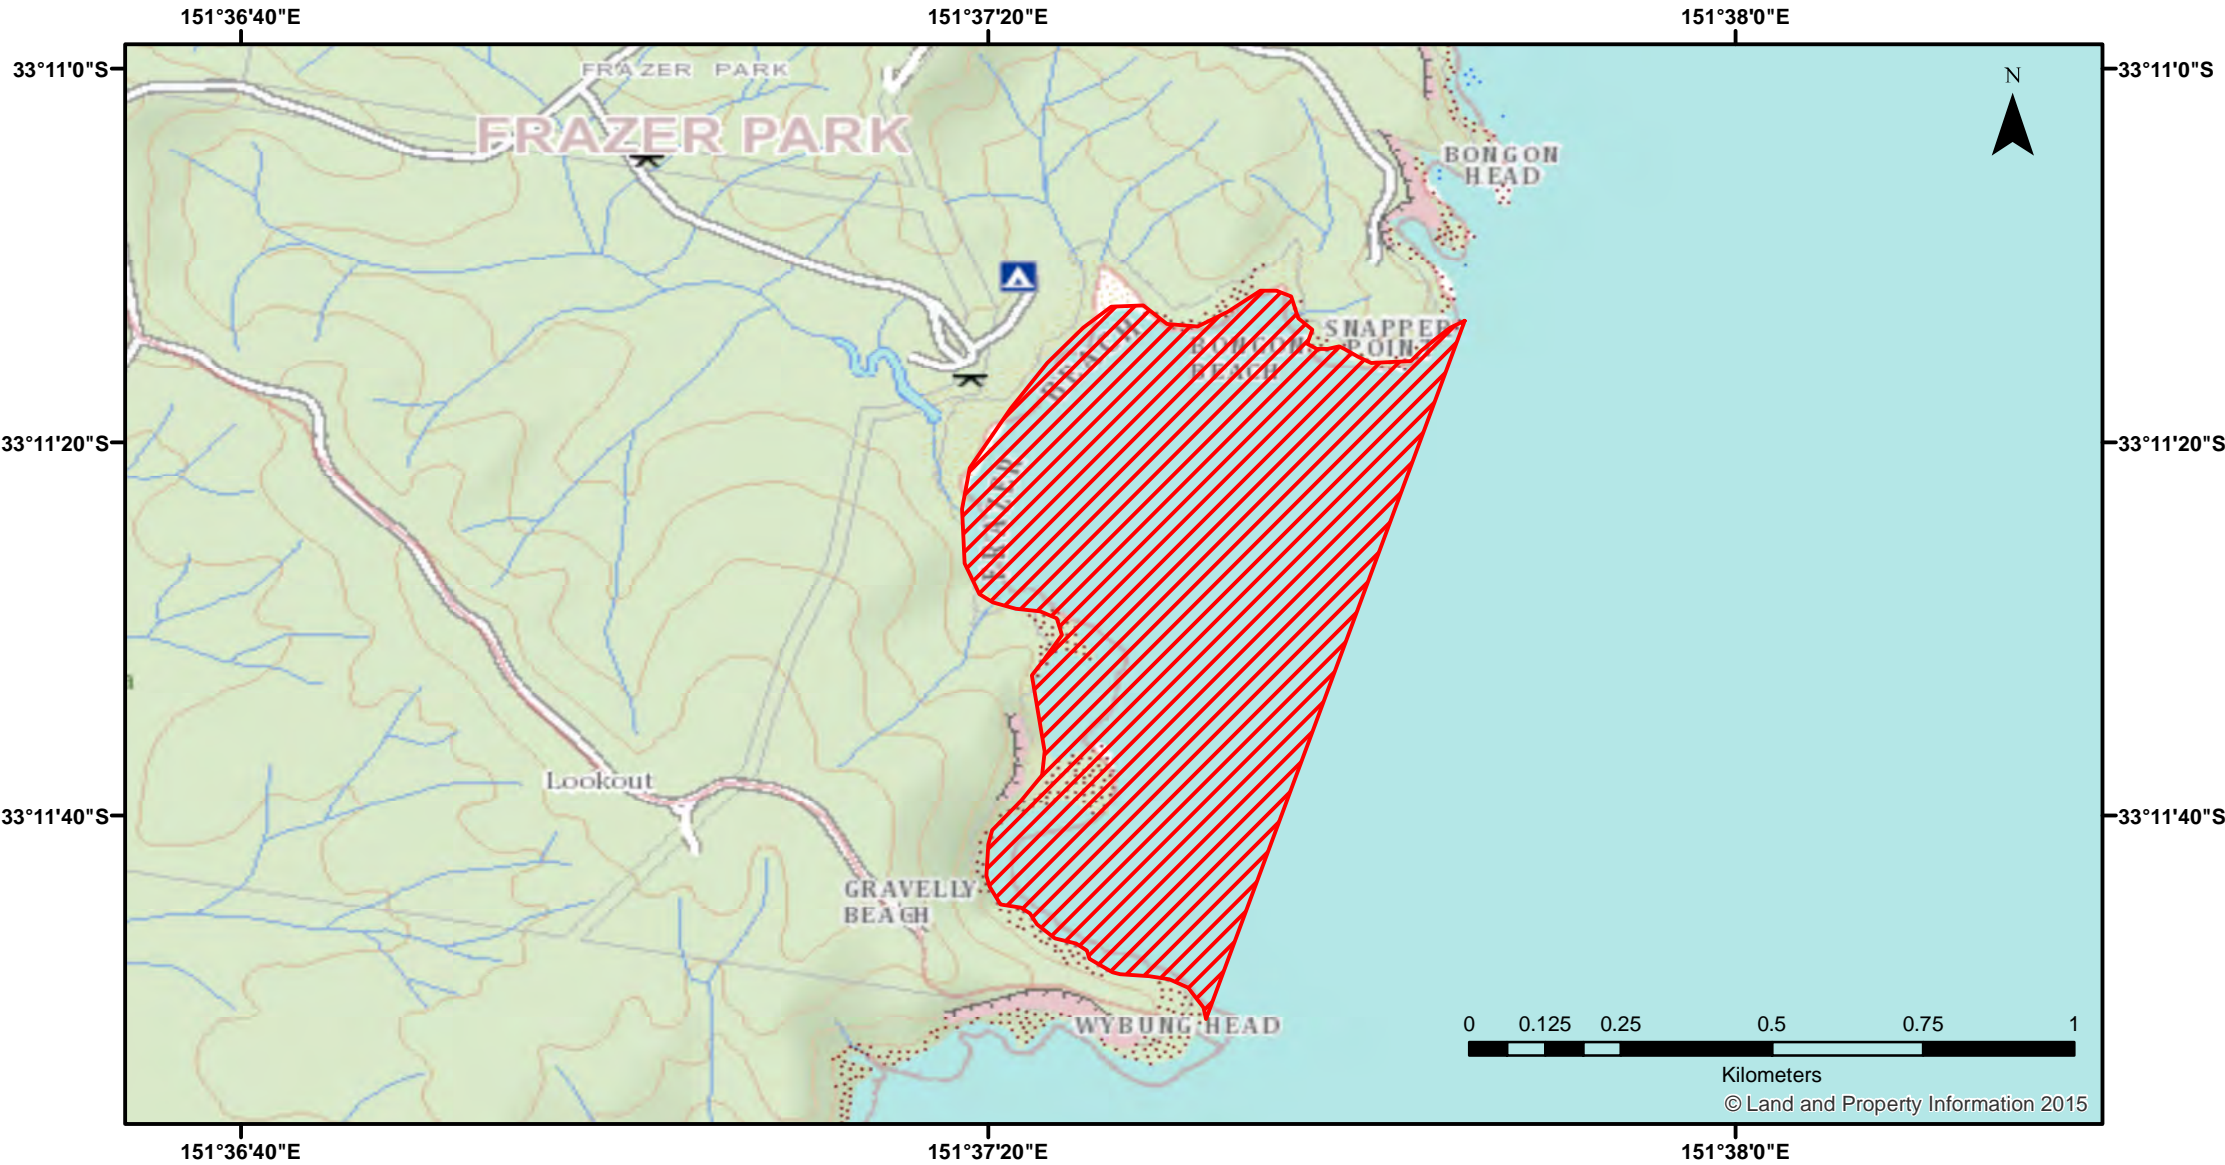 151°36'40"E 151°37'20"E 151°38'0"E
33°11'0"S 33°11'0"S
FRAZER PARK
N
FRAZER PARK
BONGON
HEAD
SNAPPER
POINT
BEACH
BONGON
BEACH
33°11'20"S 33°11'20"S
FRAZER
Lookout
33°11'40"S 33°11'40"S
GRAVELLY
BEACH
WYBUNG HEAD
0 0.125 0.25 0.5 0.75 1
Kilometers
© Land and Property Information 2015
151°36'40"E 151°37'20"E 151°38'0"E